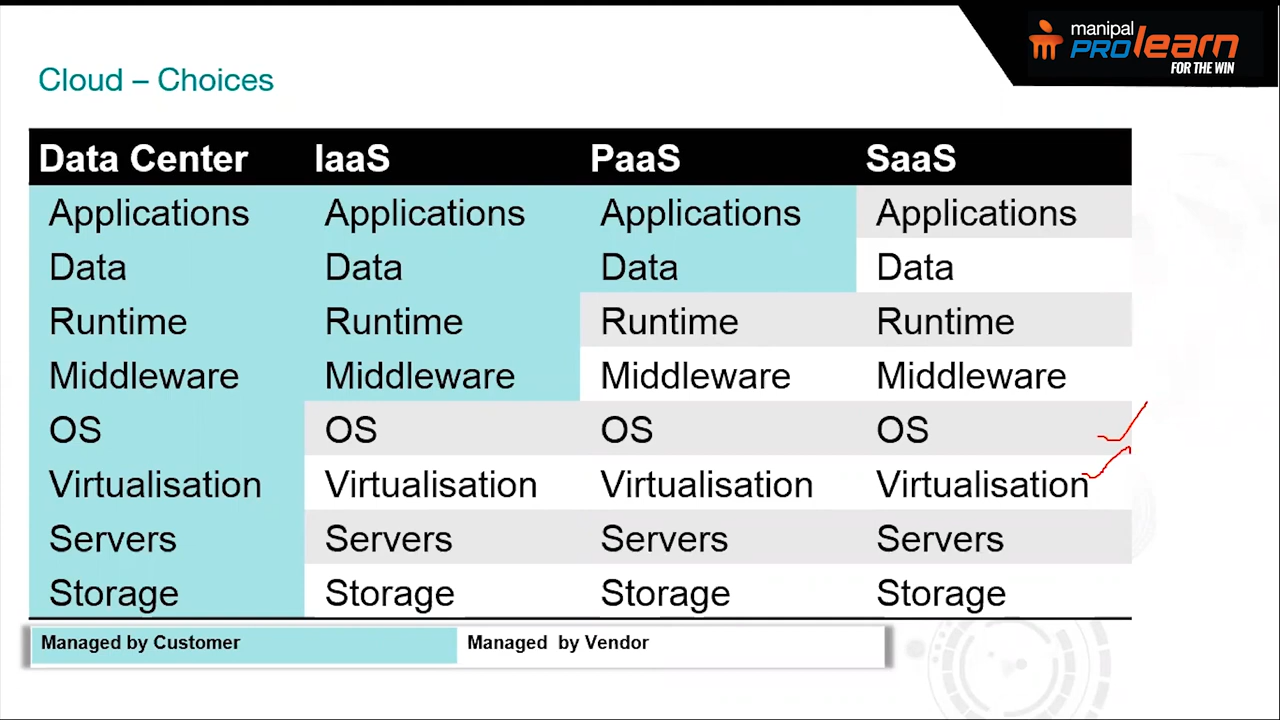 manipal
PROlearn
FOR THE WIN
Cloud – Choices
Data Center IaaS PaaS SaaS
Applications Applications Applications Applications
Data Data Data Data
Runtime Runtime Runtime Runtime
Middleware Middleware Middleware Middleware
OS OS OS OS
Virtualisation Virtualisation Virtualisation Virtualisation
Servers Servers Servers Servers
Storage Storage Storage Storage
Managed by Customer Managed by Vendor